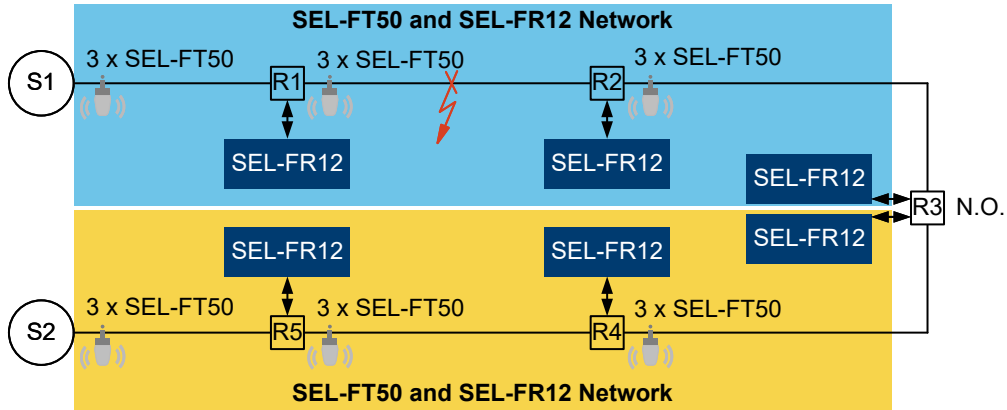 SEL-FT50 and SEL-FR12 Network
3 x SEL-FT50 3 x SEL-FT50 3 x SEL-FT50
S1 R1 R2
SEL-FR12 SEL-FR12 SEL-FR12
R3 N.O.
SEL-FR12 SEL-FR12 SEL-FR12
3 x SEL-FT50 3 x SEL-FT50 3 x SEL-FT50
S2 R5 R4
SEL-FT50 and SEL-FR12 Network